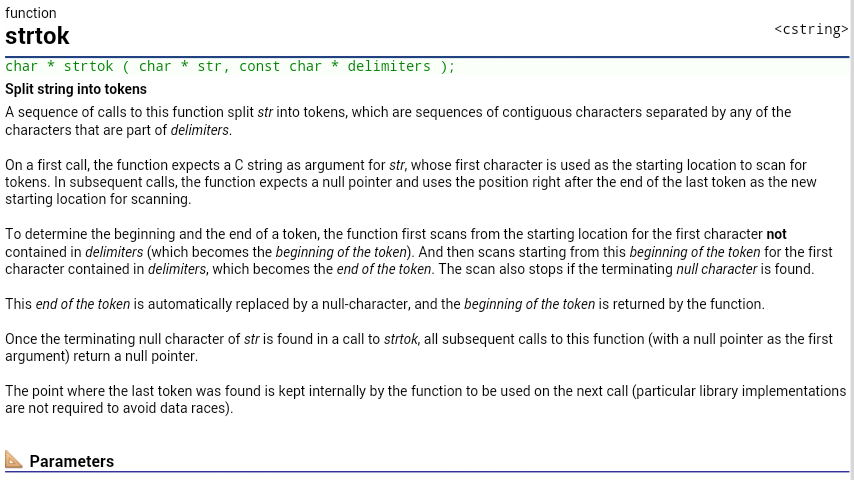 function
strtok
<cstring>
char * strtok ( char * str, const char * delimiters );
Split string into tokens
A sequence of calls to this function split str into tokens, which are sequences of contiguous characters separated by any of the
characters that are part of delimiters.
On a first call, the function expects a C string as argument for str, whose first character is used as the starting location to scan for
tokens. In subsequent calls, the function expects a null pointer and uses the position right after the end of the last token as the new
starting location for scanning.
To determine the beginning and the end of a token, the function first scans from the starting location for the first character not
contained in delimiters (which becomes the beginning of the token). And then scans starting from this beginning of the token for the first
character contained in delimiters, which becomes the end of the token. The scan also stops if the terminating null character is found.
This end of the token is automatically replaced by a null-character, and the beginning of the token is returned by the function.
Once the terminating null character of str is found in a call to strtok, all subsequent calls to this function (with a null pointer as the first
argument) return a null pointer.
The point where the last token was found is kept internally by the function to be used on the next call (particular library implementations
are not required to avoid data races).
Parameters